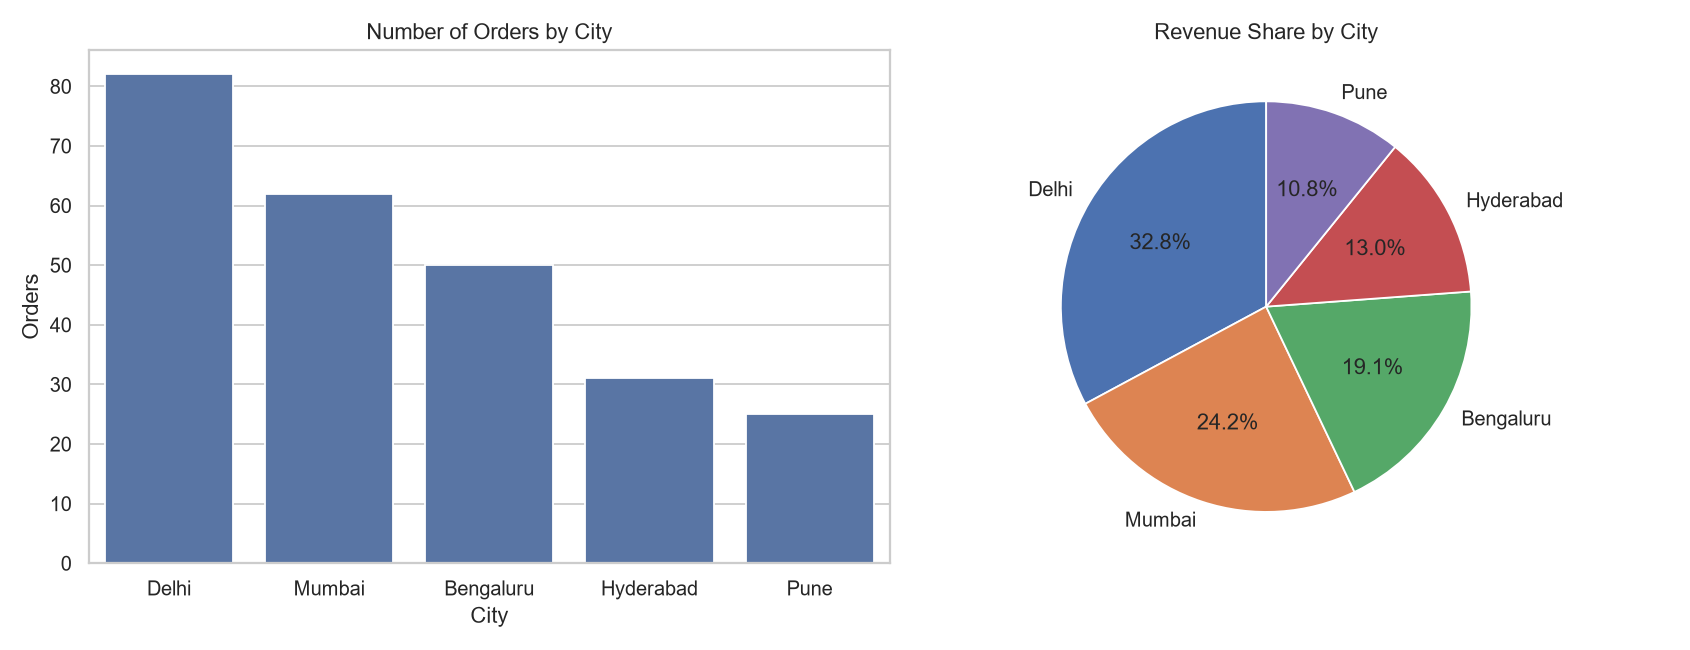 Number of Orders by City
80
70
60
50
40
30
20
10
0
Orders
Delhi
Mumbai
Bengaluru
Hyderabad
Pune
City
Revenue Share by City
Pune
Delhi
Hyderabad
Bengaluru
Mumbai
10.8%
32.8%
13.0%
19.1%
24.2%